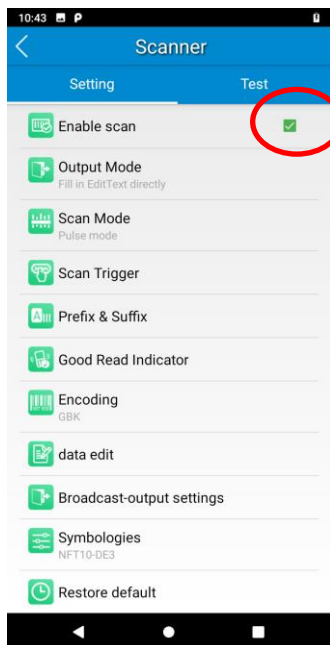 10:43
Scanner
Setting Test
Enable scan
Output Mode
Fill in EditText directly
Scan Mode
Pulse mode
Scan Trigger
Prefix & Suffix
Good Read Indicator
Encoding
GBK
data edit
Broadcast-output settings
Symbologies
NFT10-DE3
Restore default